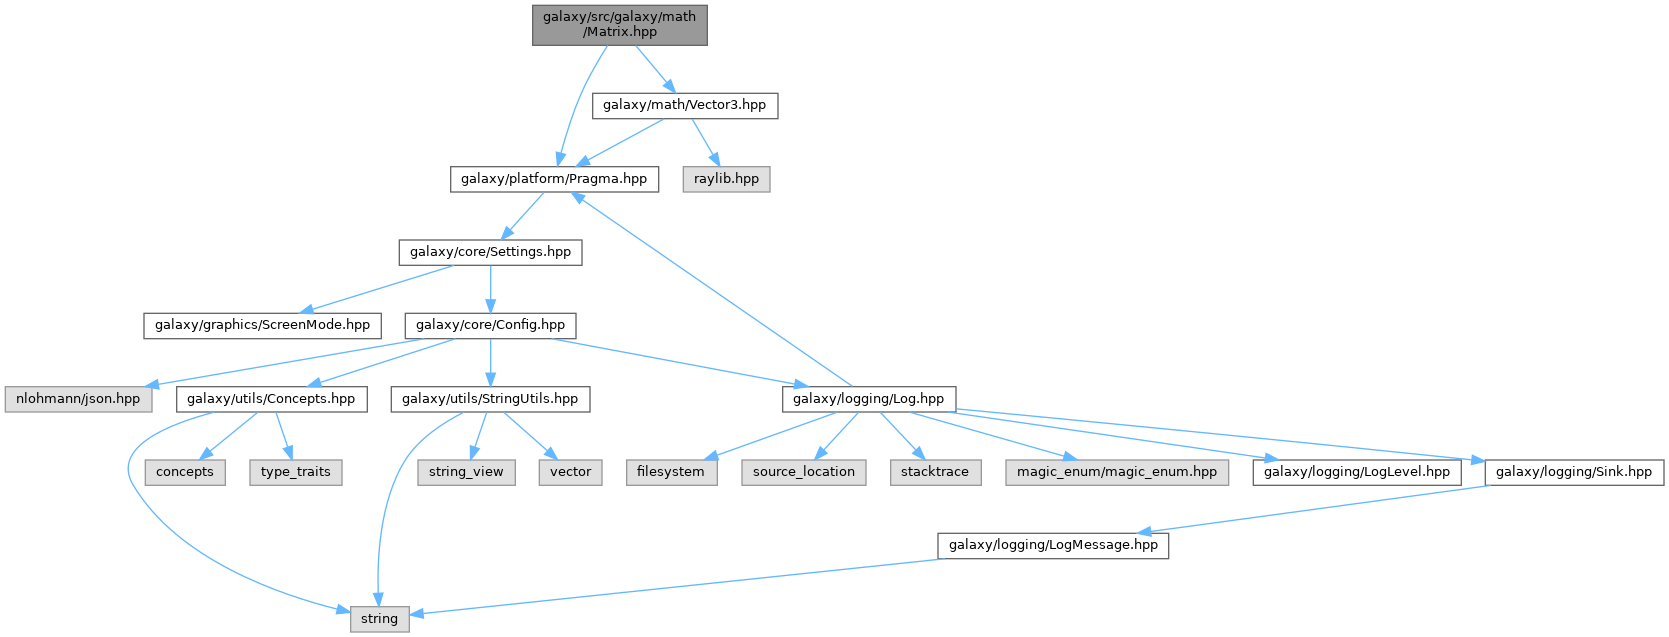 galaxy/src/galaxy/math
/Matrix.hpp
galaxy/math/Vector3.hpp
galaxy/platform/Pragma.hpp
raylib.hpp
galaxy/core/Settings.hpp
galaxy/graphics/ScreenMode.hpp
galaxy/core/Config.hpp
nlohmann/json.hpp
galaxy/utils/Concepts.hpp
galaxy/utils/StringUtils.hpp
galaxy/logging/Log.hpp
concepts
type_traits
string_view
vector
filesystem
source_location
stacktrace
magic_enum/magic_enum.hpp
galaxy/logging/LogLevel.hpp
galaxy/logging/Sink.hpp
galaxy/logging/LogMessage.hpp
string